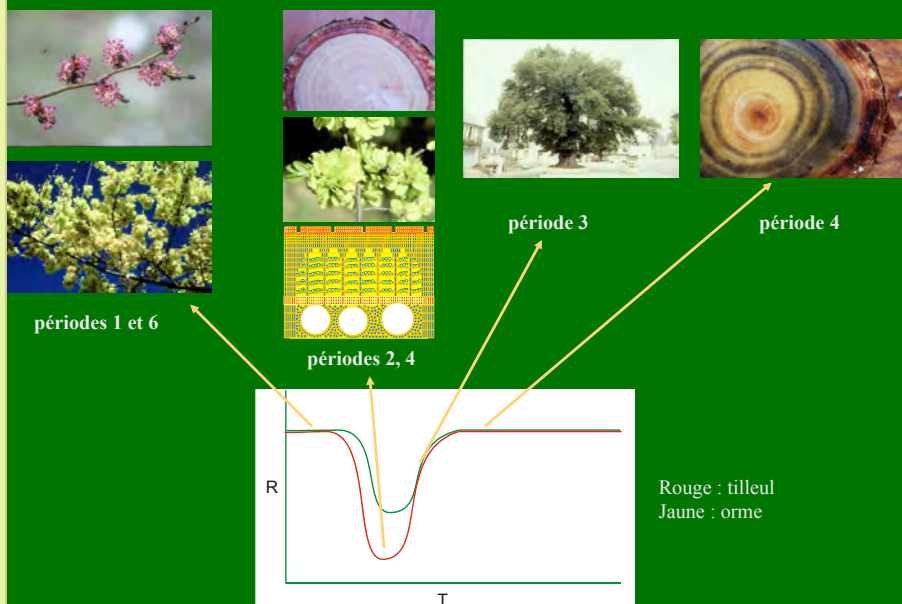 période 3
période 4
périodes 1 et 6
périodes 2, 4
R
Rouge : tilleul
Jaune : orme
T